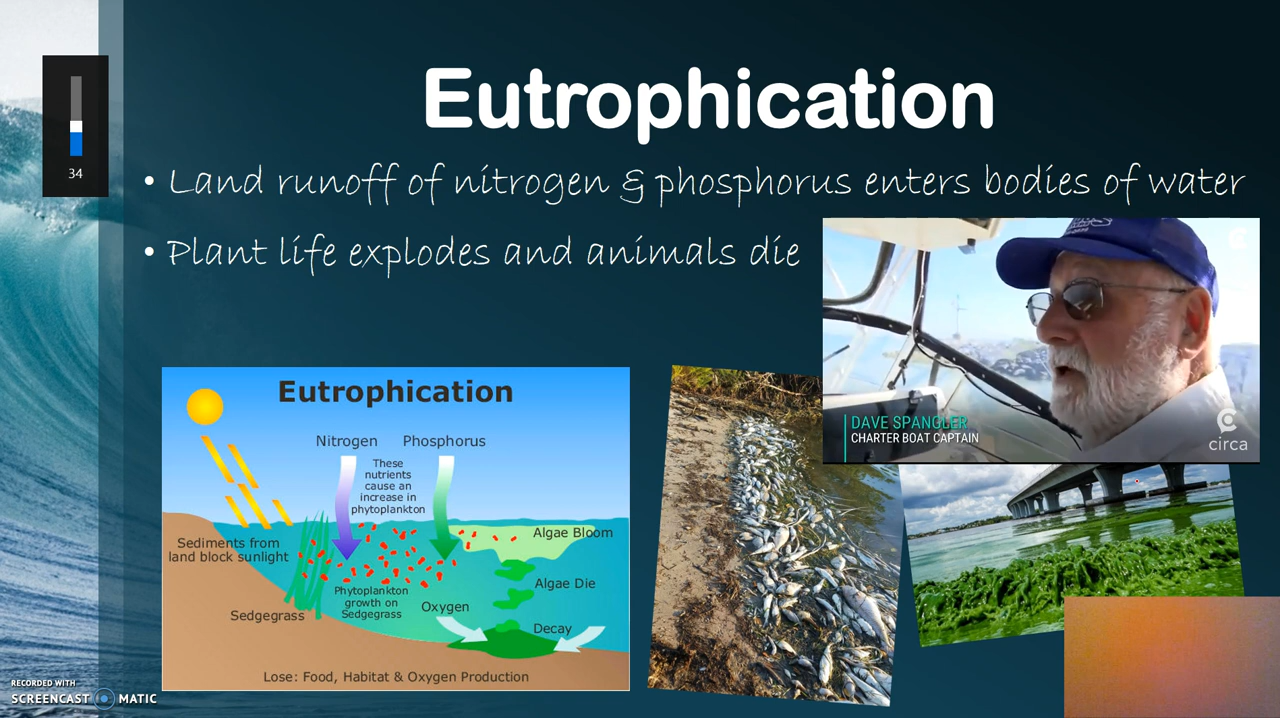 34
Eutrophication
• Land runoff of nitrogen & phosphorus enters bodies of water
• Plant life explodes and animals die
DAVE SPANGLER
CHARTER BOAT CAPTAIN
circa
Eutrophication
Nitrogen Phosphorus
These
nutrients
cause an
increase in
phytoplankton
Sediments from
land block sunlight
Algae Bloom
Algae Die
Phytoplankton
growth on
Sedgegrass
Sedgegrass
Oxygen
Decay
Lose: Food, Habitat & Oxygen Production
RECORDED WITH
SCREENCAST MATIC